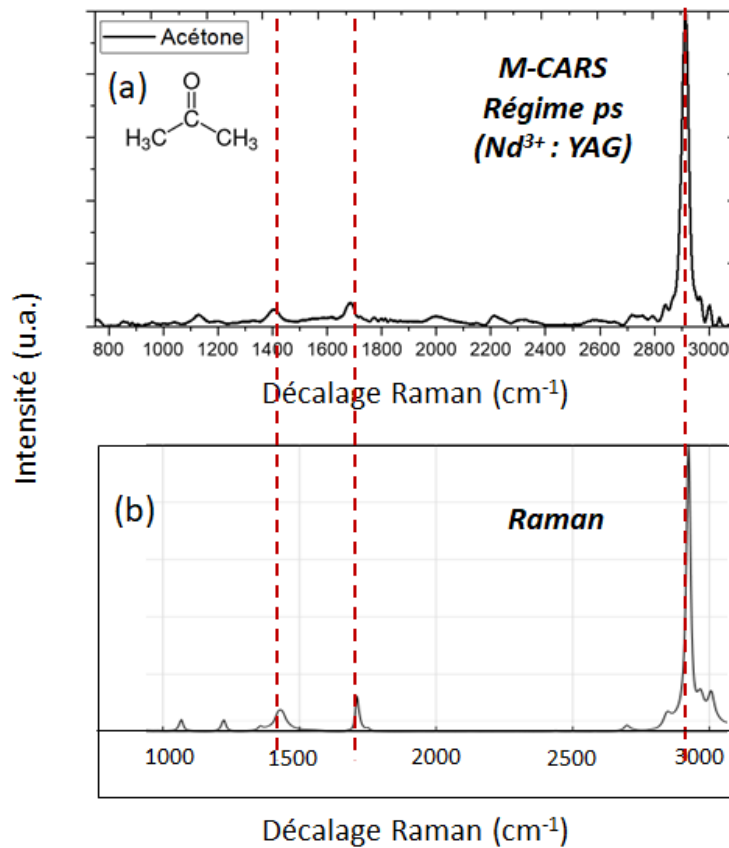 Acétone
(a)
O
C
H₃C
CH₃
M-CARS
Régime ps
(Nd³⁺ : YAG)
800 1000 1200 1400 1600 1800 2000 2200 2400 2600 2800 3000
Décalage Raman (cm⁻¹)
Intensité (u.a.)
(b)
Raman
1000 1500 2000 2500 3000
Décalage Raman (cm⁻¹)